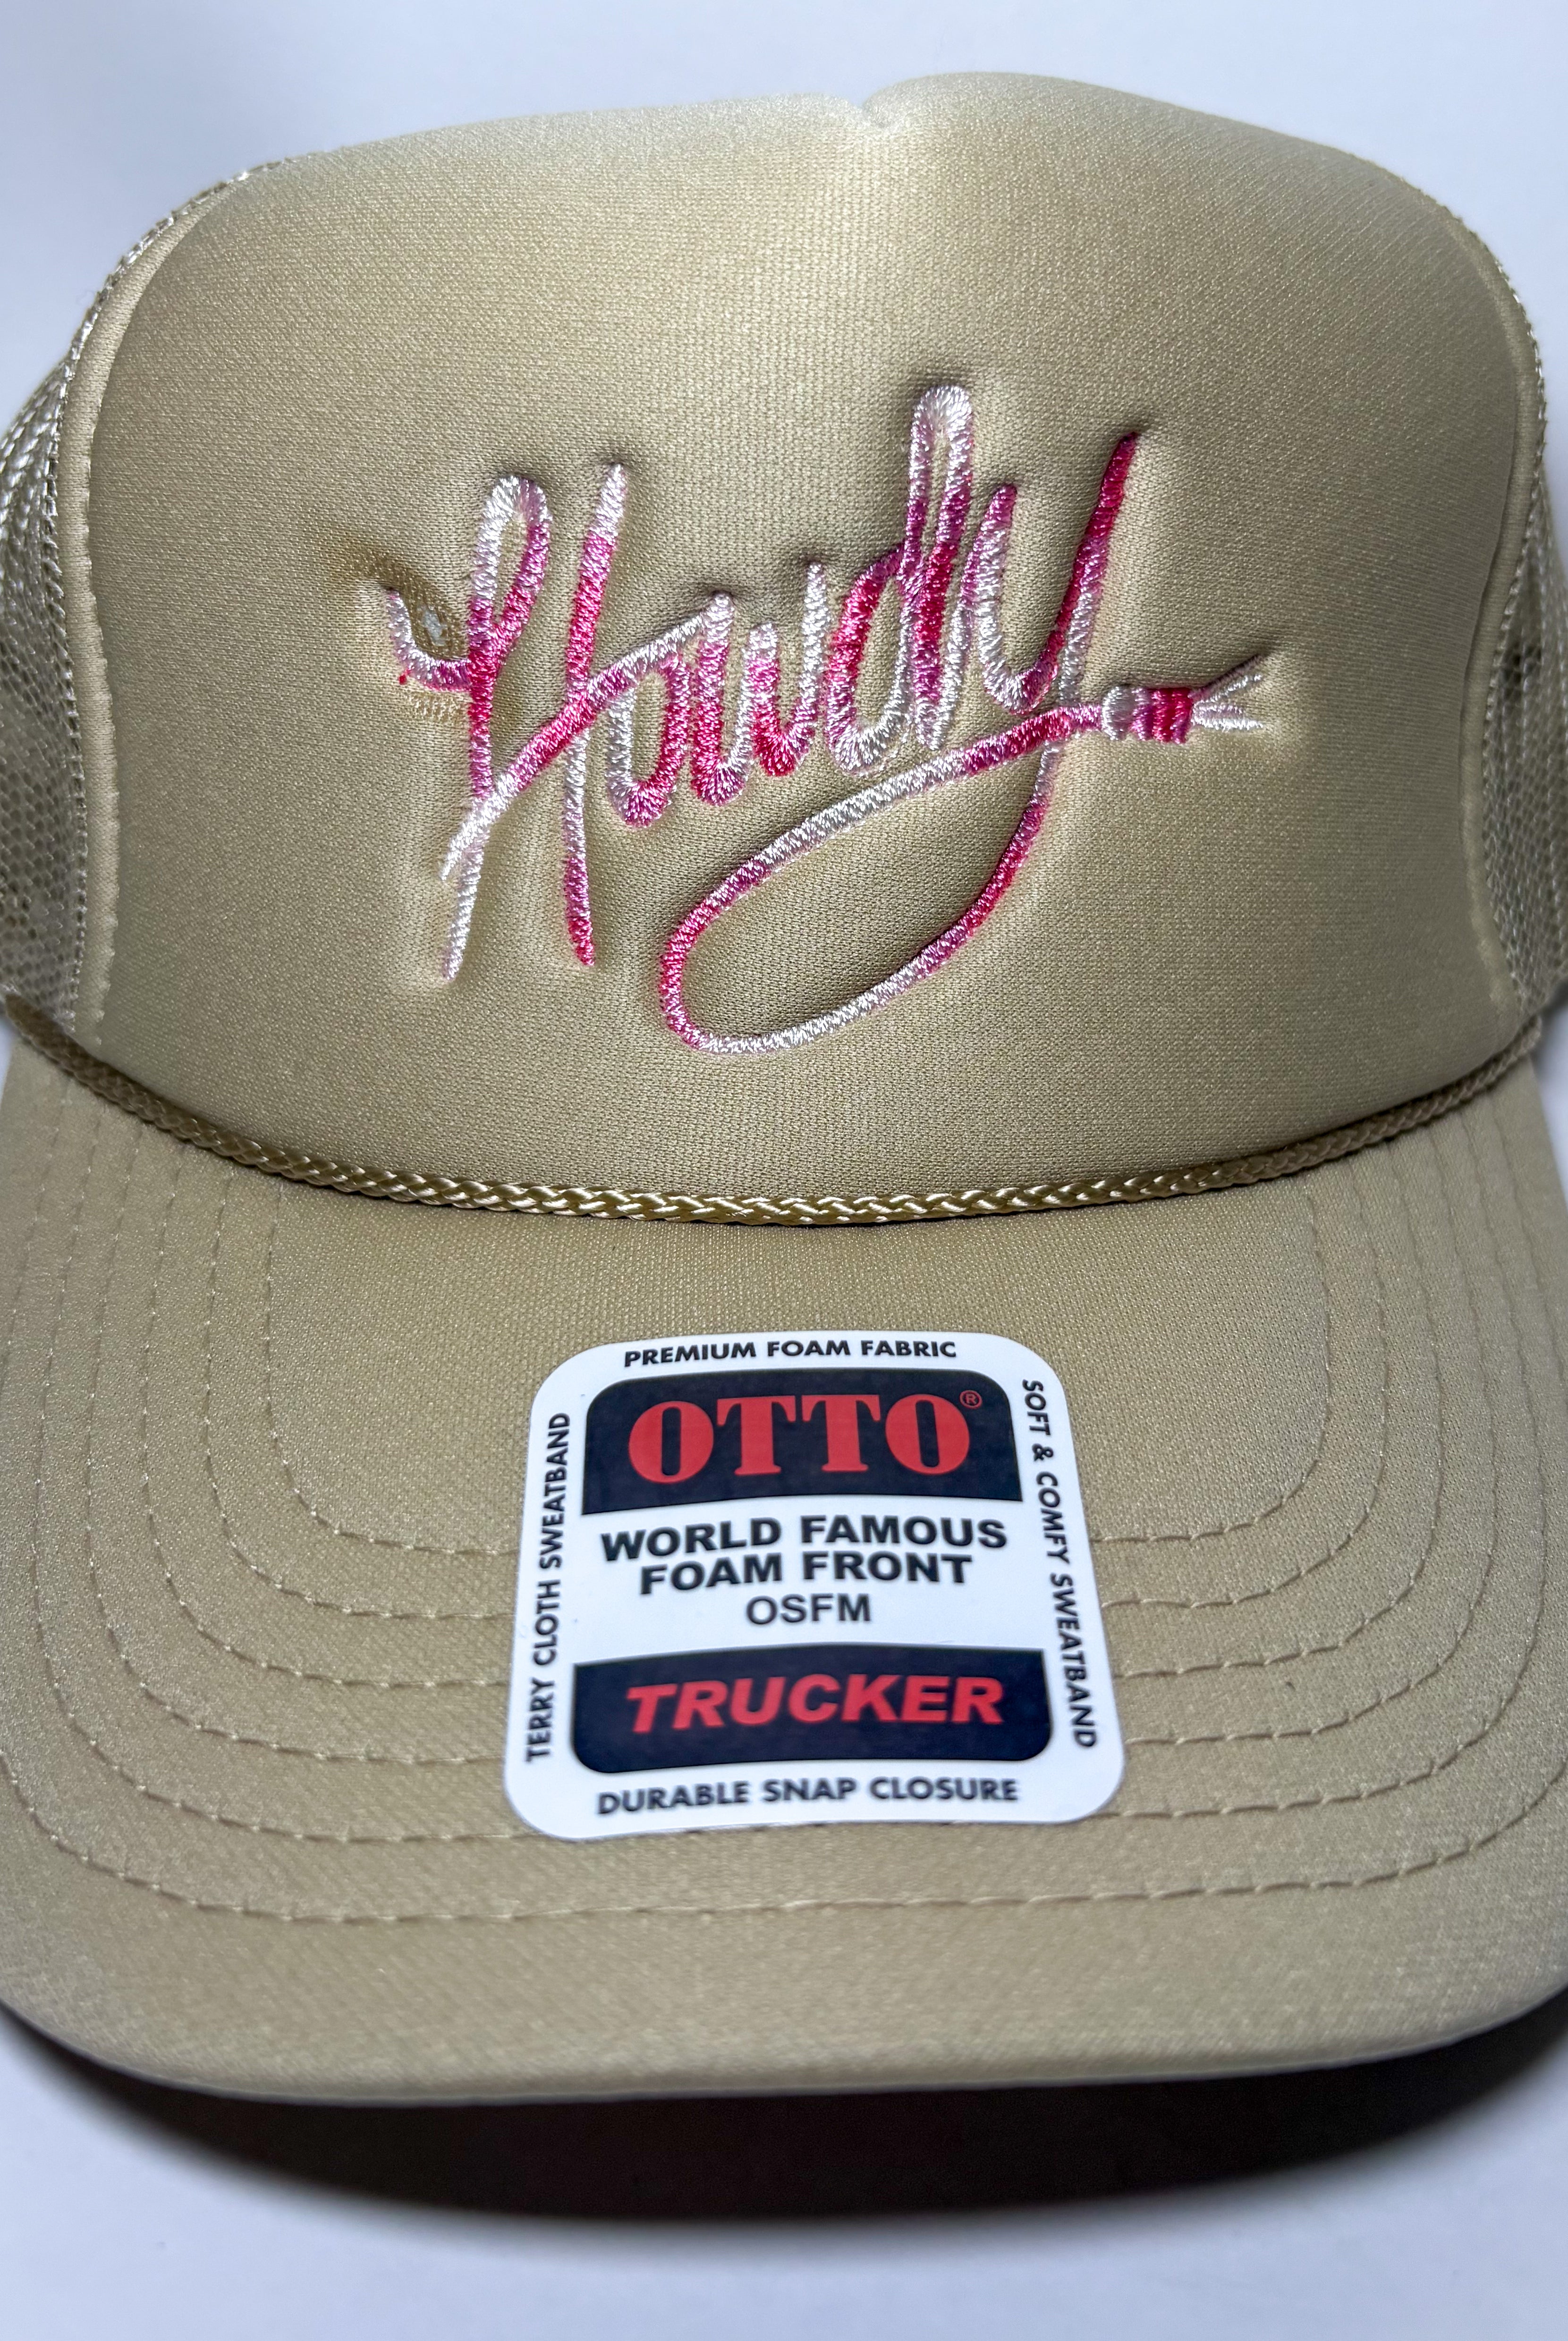 Howdy
PREMIUM FOAM FABRIC
OTTO®
WORLD FAMOUS
FOAM FRONT
OSFM
TRUCKER
DURABLE SNAP CLOSURE
TERRY CLOTH SWEATBAND
SOFT & COMFY SWEATBAND